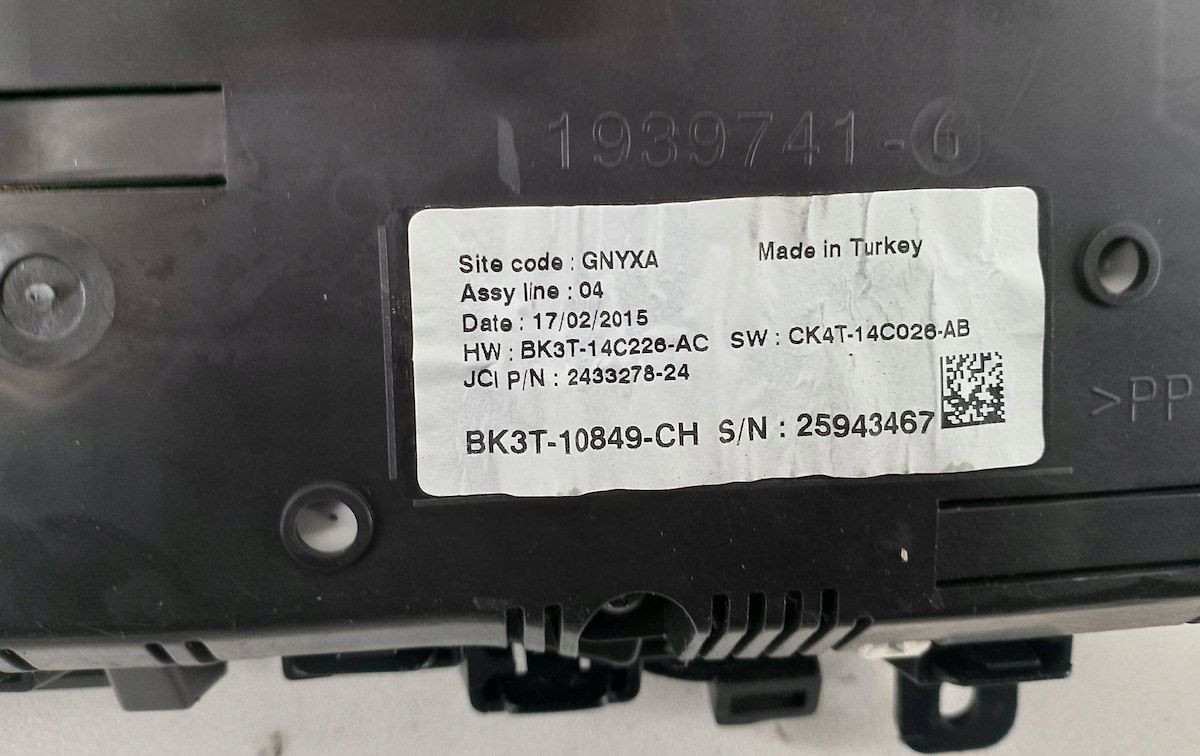 1939741-6
Site code : GNYXA Made in Turkey
Assy line : 04
Date : 17/02/2015
HW : BK3T-14C226-AC SW : CK4T-14C026-AB
JCI P/N : 2433278-24
BK3T-10849-CH S/N : 25943467
>PP